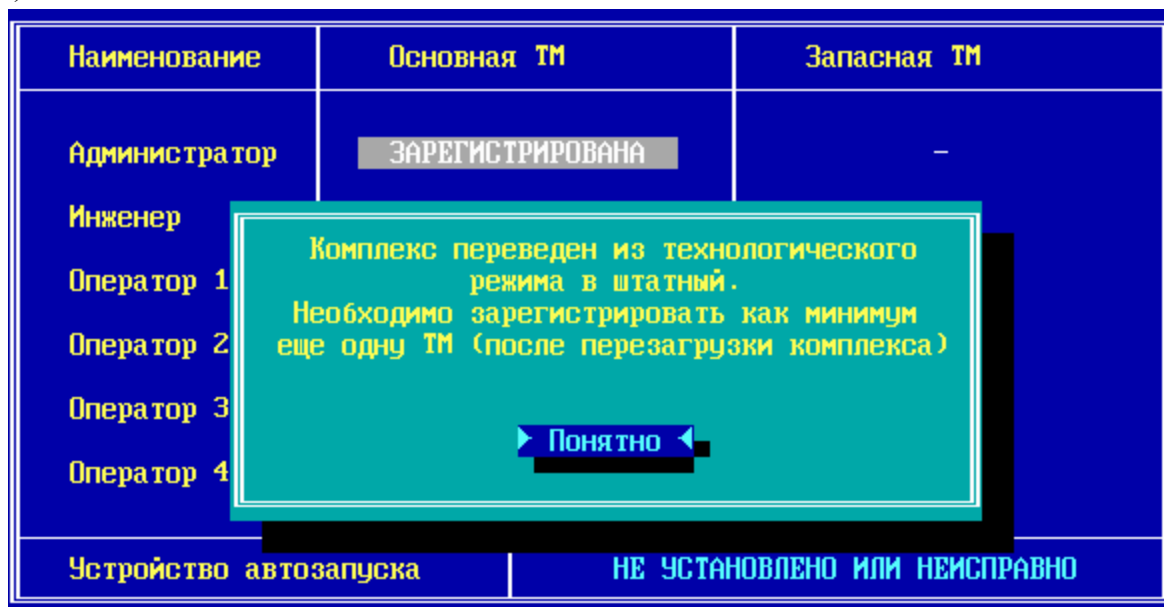 Наименование Основная ТМ Запасная ТМ
Администратор ЗАРЕГИСТРИРОВАНА –
Инженер
Комплекс переведен из технологического
Оператор 1 режима в штатный.
Необходимо зарегистрировать как минимум
Оператор 2 еще одну ТМ (после перезагрузки комплекса)
Оператор 3
Понятно
Оператор 4
Устройство автозапуска НЕ УСТАНОВЛЕНО ИЛИ НЕИСПРАВНО